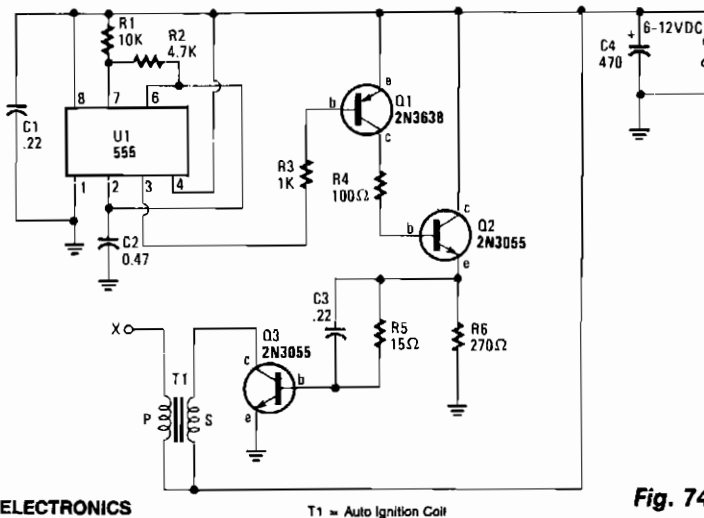 R1
10K
R2
4.7K
6-12VDC
C4
+
470
8
7
6
e
b
Q1
2N3638
c
C1
.22
U1
555
R3
1K
R4
100Ω
1
2
3
4
c
b
Q2
2N3055
e
C2
0.47
C3
.22
R5
15Ω
R6
270Ω
X
Q3
2N3055
c
b
e
T1
P
S
ELECTRONICS
T1 = Auto Ignition Coil
Fig. 74